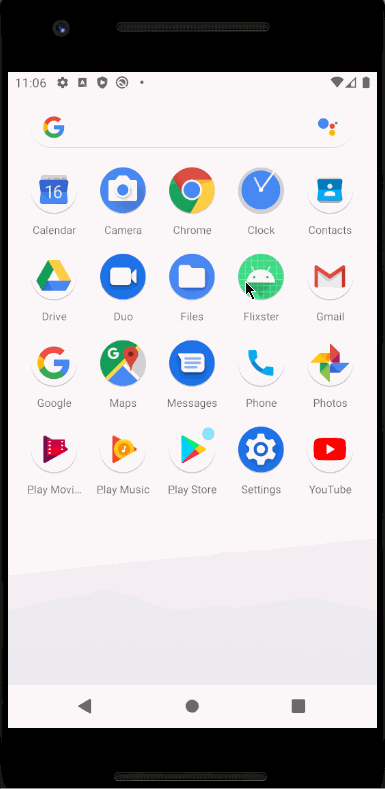 11:06
16
Calendar Camera Chrome Clock Contacts
Drive Duo Files Flixster Gmail
Google Maps Messages Phone Photos
Play Movi... Play Music Play Store Settings YouTube